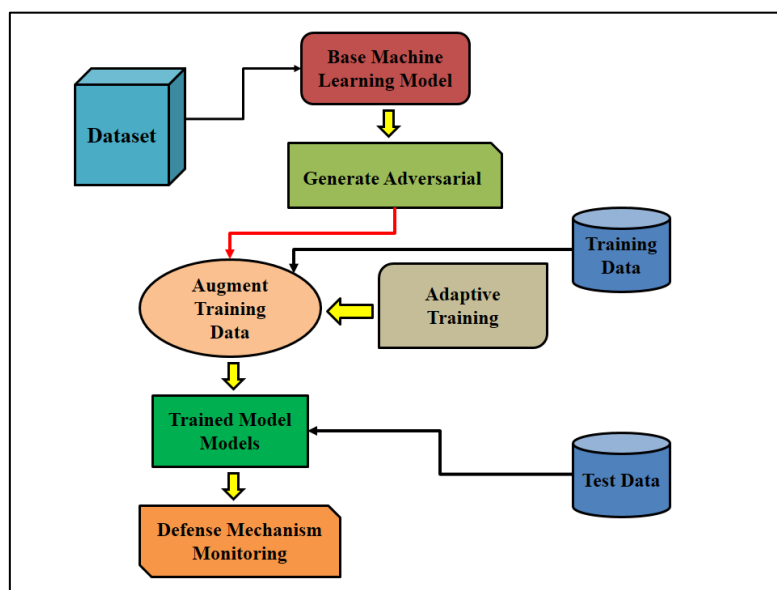 Base Machine
Learning Model
Dataset
Generate Adversarial
Training
Data
Augment
Training
Data
Adaptive
Training
Trained Model
Models
Test Data
Defense Mechanism
Monitoring